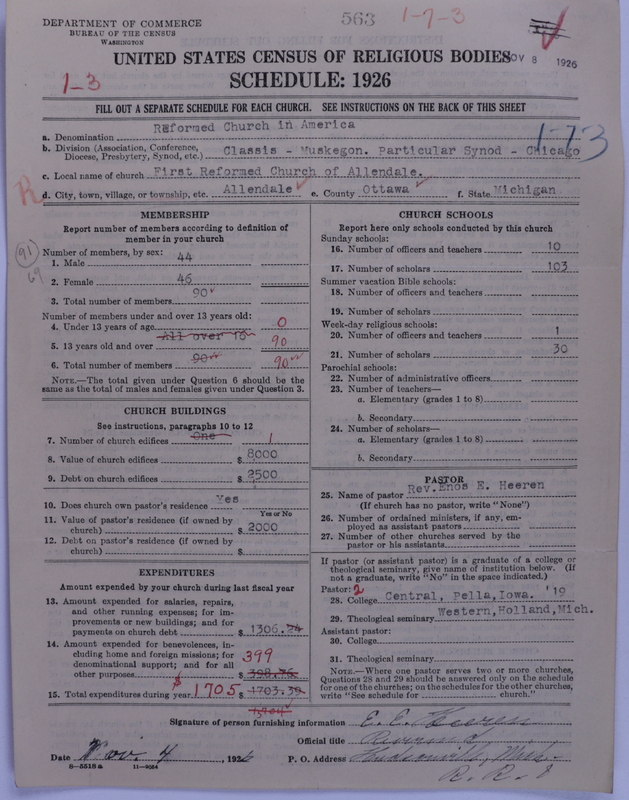 DEPARTMENT OF COMMERCE
BUREAU OF THE CENSUS
WASHINGTON
563
1-7-3
NOV 8 1926
UNITED STATES CENSUS OF RELIGIOUS BODIES
1-3
SCHEDULE: 1926
FILL OUT A SEPARATE SCHEDULE FOR EACH CHURCH. SEE INSTRUCTIONS ON THE BACK OF THIS SHEET
a. Denomination Reformed Church in America
b. Division (Association, Conference, Diocese, Presbytery, Synod, etc.) Classis - Muskegon. Particular Synod - Chicago
1-73
c. Local name of church First Reformed Church of Allendale.
R
d. City, town, village, or township, etc. Allendale e. County Ottawa f. State Michigan
MEMBERSHIP
Report number of members according to definition of
member in your church
91
69
Number of members, by sex:
1. Male 44
2. Female 46
3. Total number of members 90
Number of members under and over 13 years old:
4. Under 13 years of age All over 16 0
5. 13 years old and over 90
6. Total number of members 90 90
NOTE.—The total given under Question 6 should be
same as the total of males and females given under Question 3.
CHURCH BUILDINGS
See instructions, paragraphs 10 to 12
7. Number of church edifices One 1
8. Value of church edifices $ 8000
9. Debt on church edifices $ 2500
10. Does church own pastor's residence Yes
Yes or No
11. Value of pastor's residence (if owned by
church) $ 2000
12. Debt on pastor's residence (if owned by
church) $
EXPENDITURES
Amount expended by your church during last fiscal year
13. Amount expended for salaries, repairs,
and other running expenses; for im-
provements or new buildings; and for
payments on church debt $ 1306.24
14. Amount expended for benevolences, in-
cluding home and foreign missions; for
denominational support; and for all
other purposes $ 399 398.76
15. Total expenditures during year $ 1705 $ 1703.39
1704
CHURCH SCHOOLS
Report here only schools conducted by this church
Sunday schools:
16. Number of officers and teachers 10
17. Number of scholars 103
Summer vacation Bible schools:
18. Number of officers and teachers
19. Number of scholars
Week-day religious schools:
20. Number of officers and teachers 1
21. Number of scholars 30
Parochial schools:
22. Number of administrative officers
23. Number of teachers—
a. Elementary (grades 1 to 8)
b. Secondary
24. Number of scholars—
a. Elementary (grades 1 to 8)
b. Secondary
PASTOR
25. Name of pastor Rev. Enos E. Heeren
(If church has no pastor, write "None")
26. Number of ordained ministers, if any, em-
ployed as assistant pastors
27. Number of other churches served by the
pastor or his assistants
If pastor (or assistant pastor) is a graduate of a college or
theological seminary, give name of institution below. (If
not a graduate, write "No" in the space indicated.)
Pastor: 2
28. College Central, Pella, Iowa. '19
29. Theological seminary Western, Holland, Mich.
Assistant pastor:
30. College
31. Theological seminary
NOTE.—Where one pastor serves two or more churches,
Questions 28 and 29 should be answered only on the schedule
for one of the churches; on the schedules for the other churches,
write "See schedule for church."
Signature of person furnishing information E. E. Heeren
Official title Reverend
Date Nov. 4, 1926 P. O. Address Hudsonville, Mich.
R. R. 1
8-5518 a 11-9034